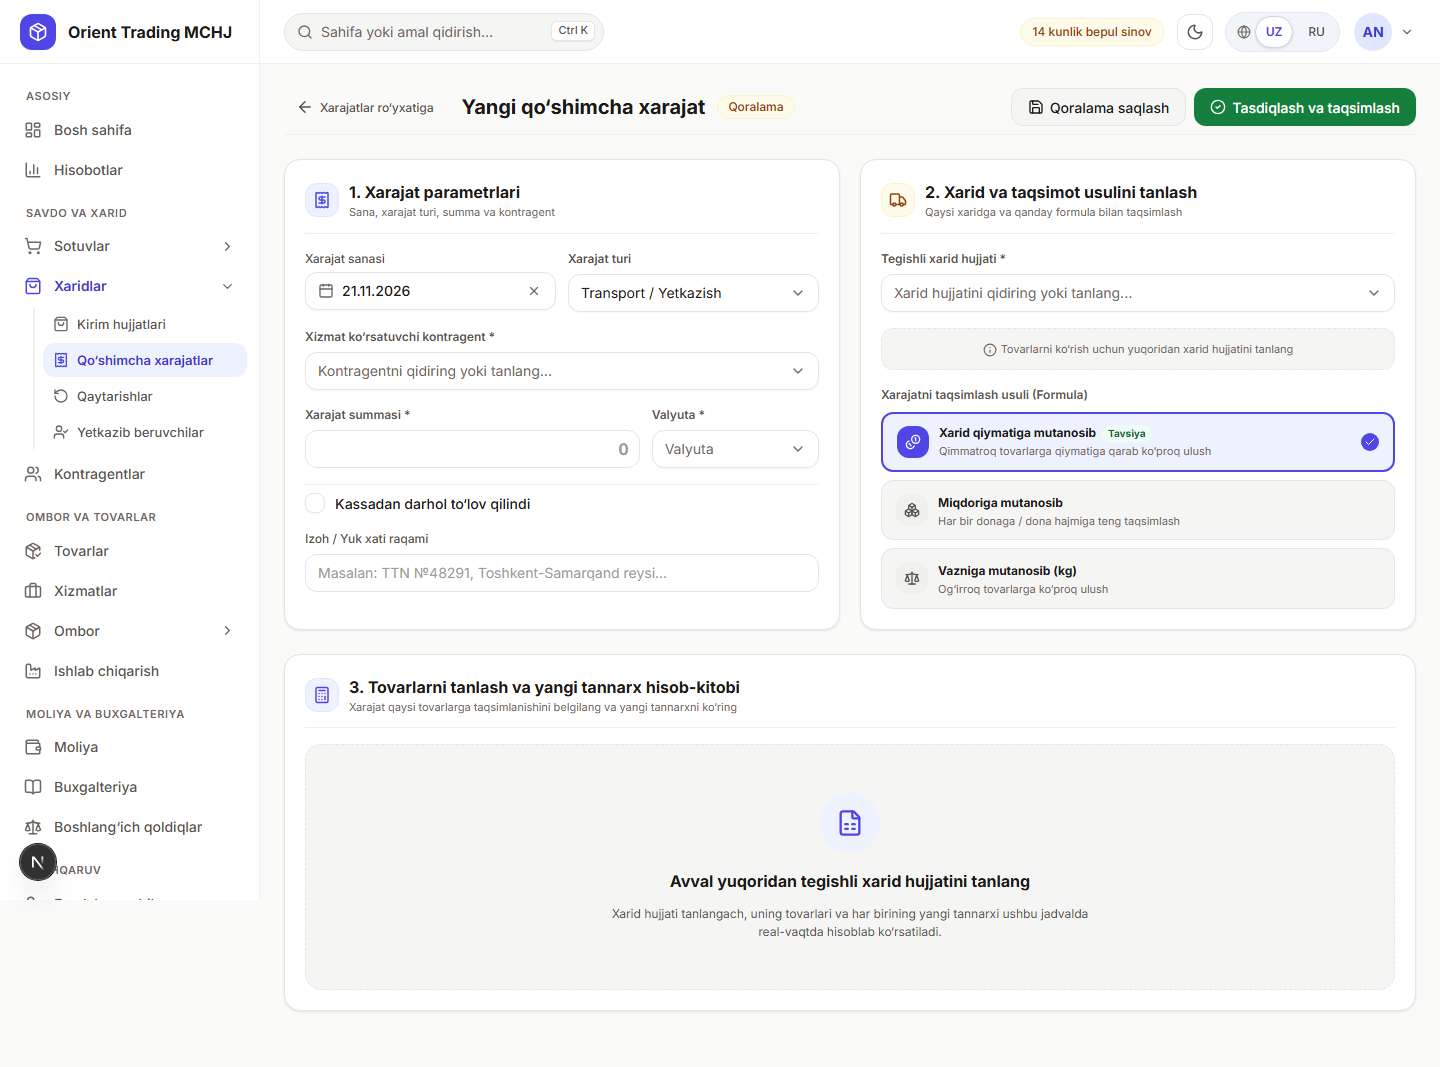 Orient Trading MCHJ
Sahifa yoki amal qidirish...
Ctrl K
14 kunlik bepul sinov
UZ
RU
AN
ASOSIY
Bosh sahifa
Hisobotlar
SAVDO VA XARID
Sotuvlar
Xaridlar
Kirim hujjatlari
Qo‘shimcha xarajatlar
Qaytarishlar
Yetkazib beruvchilar
Kontragentlar
OMBOR VA TOVARLAR
Tovarlar
Xizmatlar
Ombor
Ishlab chiqarish
MOLIYA VA BUXGALTERIYA
Moliya
Buxgalteriya
Boshlang‘ich qoldiqlar
N
Xarajatlar ro‘yxatiga
Yangi qo‘shimcha xarajat
Qoralama
Qoralama saqlash
Tasdiqlash va taqsimlash
1. Xarajat parametrlari
Sana, xarajat turi, summa va kontragent
Xarajat sanasi
Xarajat turi
21.11.2026
Transport / Yetkazish
Xizmat ko‘rsatuvchi kontragent *
Kontragentni qidiring yoki tanlang...
Xarajat summasi *
Valyuta *
0
Valyuta
Kassadan darhol to‘lov qilindi
Izoh / Yuk xati raqami
Masalan: TTN №48291, Toshkent-Samarqand reysi...
2. Xarid va taqsimot usulini tanlash
Qaysi xaridga va qanday formula bilan taqsimlash
Tegishli xarid hujjati *
Xarid hujjatini qidiring yoki tanlang...
Tovarlarni ko‘rish uchun yuqoridan xarid hujjatini tanlang
Xarajatni taqsimlash usuli (Formula)
Xarid qiymatiga mutanosib
Tavsiya
Qimmatroq tovarlarga qiymatiga qarab ko‘proq ulush
Miqdoriga mutanosib
Har bir donaga / dona hajmiga teng taqsimlash
Vazniga mutanosib (kg)
Og‘irroq tovarlarga ko‘proq ulush
3. Tovarlarni tanlash va yangi tannarx hisob-kitobi
Xarajat qaysi tovarlarga taqsimlanishini belgilang va yangi tannarxni ko‘ring
Avval yuqoridan tegishli xarid hujjatini tanlang
Xarid hujjati tanlangach, uning tovarlari va har birining yangi tannarxi ushbu jadvalda
real-vaqtda hisoblab ko‘rsatiladi.